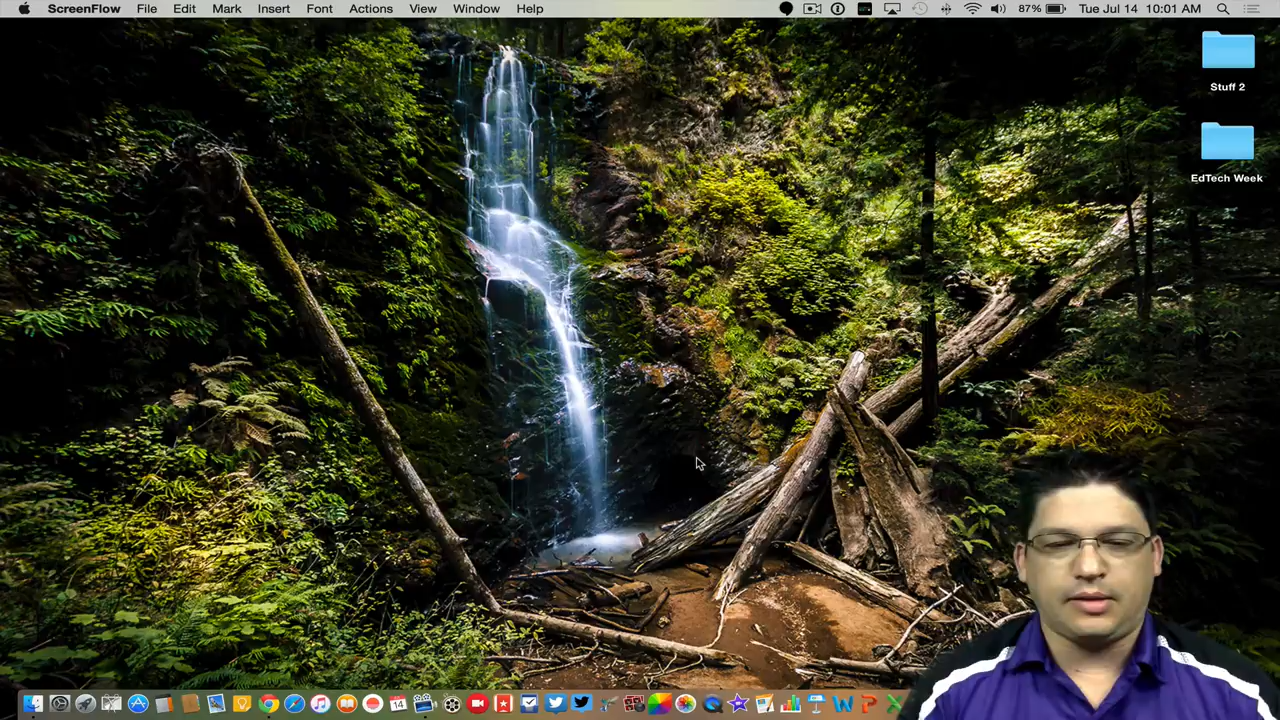 ScreenFlow File Edit Mark Insert Font Actions View Window Help 87% Tue Jul 14 10:01 AM
Stuff 2
EdTech Week
14